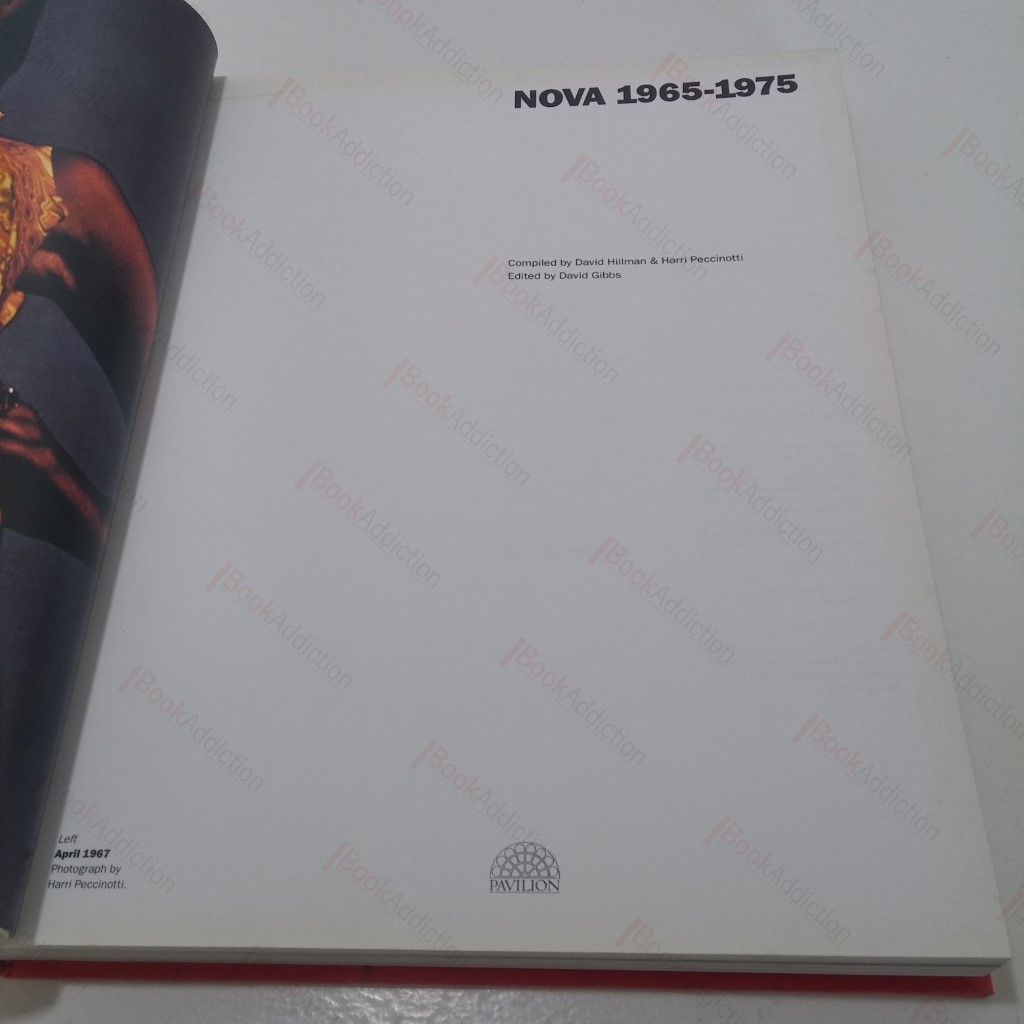 NOVA 1965-1975
Compiled by David Hillman & Harri Peccinotti
Edited by David Gibbs
Left
April 1967
Photograph by
Harri Peccinotti.
PAVILION
BookAddiction